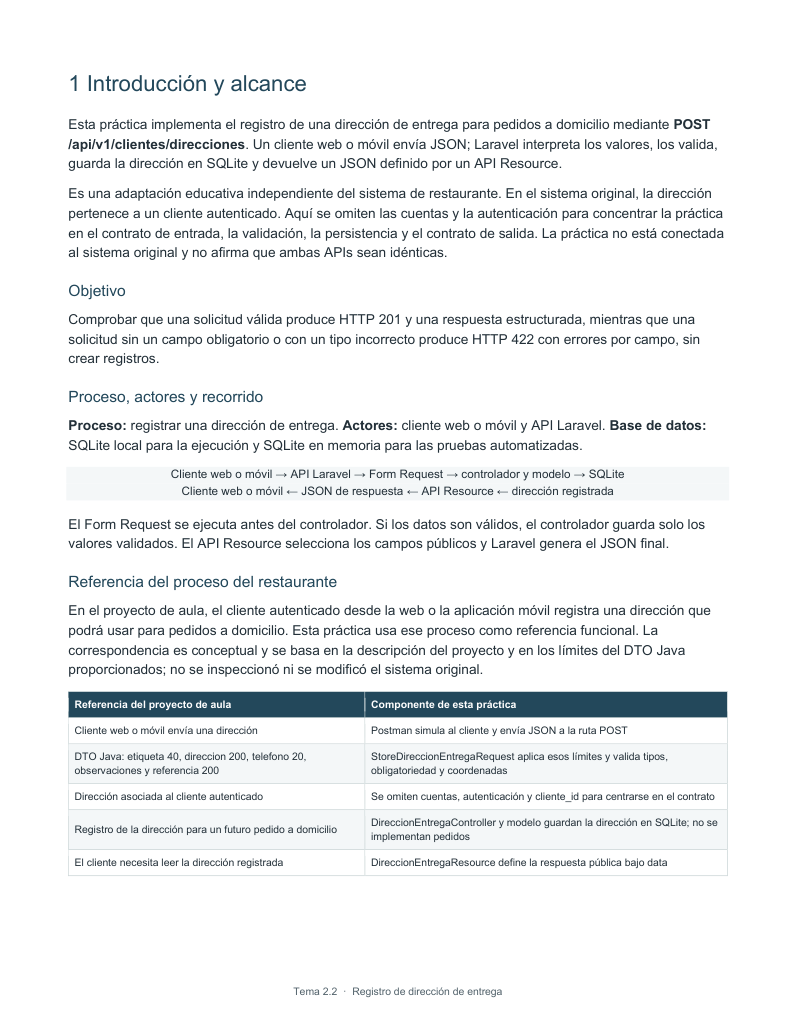 1 Introducción y alcance
Esta práctica implementa el registro de una dirección de entrega para pedidos a domicilio mediante POST
/api/v1/clientes/direcciones. Un cliente web o móvil envía JSON; Laravel interpreta los valores, los valida,
guarda la dirección en SQLite y devuelve un JSON definido por un API Resource.
Es una adaptación educativa independiente del sistema de restaurante. En el sistema original, la dirección
pertenece a un cliente autenticado. Aquí se omiten las cuentas y la autenticación para concentrar la práctica
en el contrato de entrada, la validación, la persistencia y el contrato de salida. La práctica no está conectada
al sistema original y no afirma que ambas APIs sean idénticas.
Objetivo
Comprobar que una solicitud válida produce HTTP 201 y una respuesta estructurada, mientras que una
solicitud sin un campo obligatorio o con un tipo incorrecto produce HTTP 422 con errores por campo, sin
crear registros.
Proceso, actores y recorrido
Proceso: registrar una dirección de entrega. Actores: cliente web o móvil y API Laravel. Base de datos:
SQLite local para la ejecución y SQLite en memoria para las pruebas automatizadas.
Cliente web o móvil → API Laravel → Form Request → controlador y modelo → SQLite
Cliente web o móvil ← JSON de respuesta ← API Resource ← dirección registrada
El Form Request se ejecuta antes del controlador. Si los datos son válidos, el controlador guarda solo los
valores validados. El API Resource selecciona los campos públicos y Laravel genera el JSON final.
Referencia del proceso del restaurante
En el proyecto de aula, el cliente autenticado desde la web o la aplicación móvil registra una dirección que
podrá usar para pedidos a domicilio. Esta práctica usa ese proceso como referencia funcional. La
correspondencia es conceptual y se basa en la descripción del proyecto y en los límites del DTO Java
proporcionados; no se inspeccionó ni se modificó el sistema original.
Referencia del proyecto de aula
Componente de esta práctica
Cliente web o móvil envía una dirección
Postman simula al cliente y envía JSON a la ruta POST
DTO Java: etiqueta 40, direccion 200, telefono 20,
observaciones y referencia 200
StoreDireccionEntregaRequest aplica esos límites y valida tipos,
obligatoriedad y coordenadas
Dirección asociada al cliente autenticado
Se omiten cuentas, autenticación y cliente_id para centrarse en el contrato
Registro de la dirección para un futuro pedido a domicilio
DireccionEntregaController y modelo guardan la dirección en SQLite; no se
implementan pedidos
El cliente necesita leer la dirección registrada
DireccionEntregaResource define la respuesta pública bajo data
Tema 2.2 · Registro de dirección de entrega